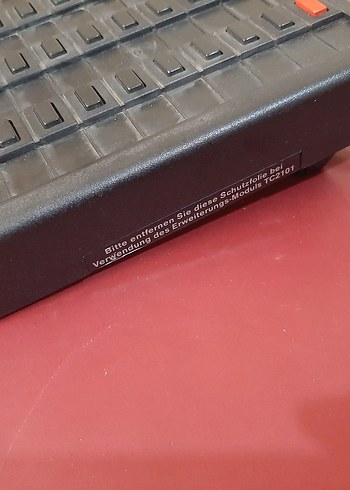 Bitte entfernen Sie diese Schutzfolie bei
Verwendung des Erweiterungs-Moduls TC2101